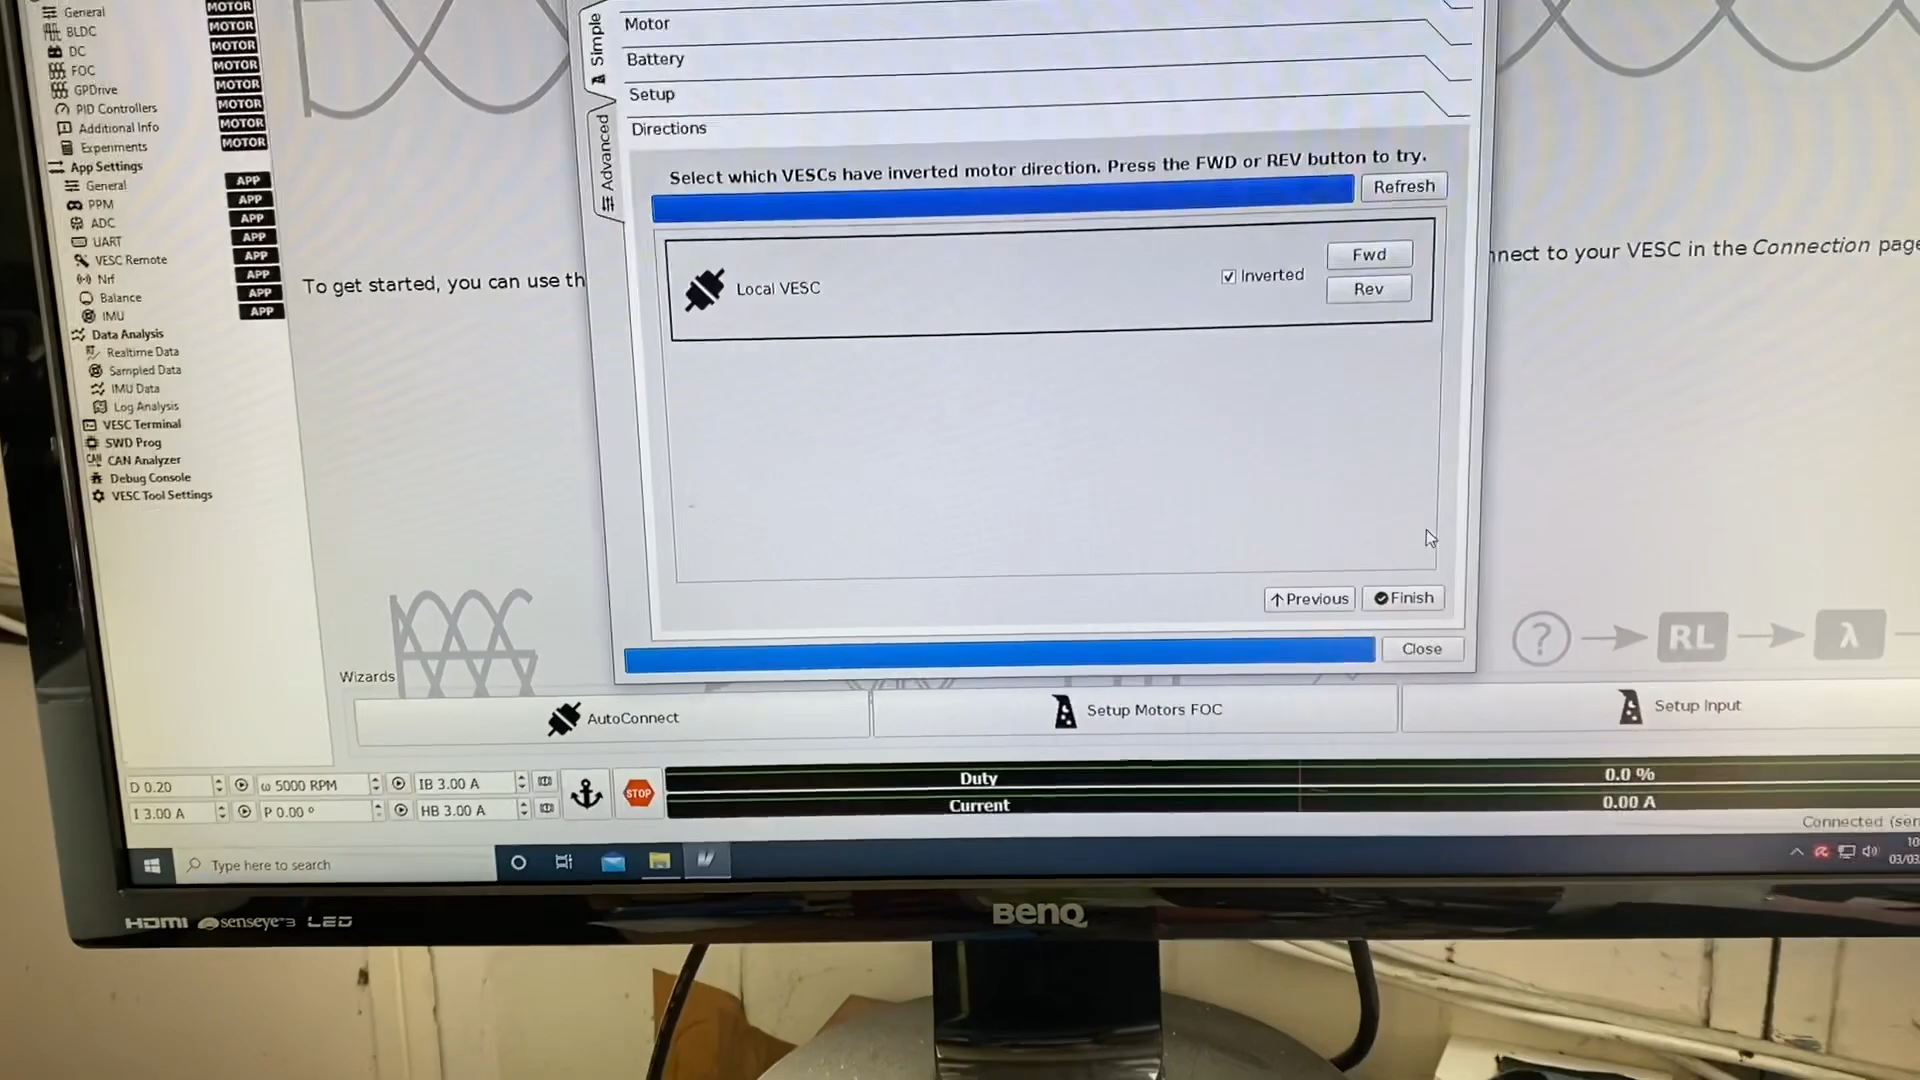 General MOTOR
BLDC MOTOR
DC MOTOR
FOC MOTOR
GPDrive MOTOR
PID Controllers MOTOR
Additional Info MOTOR
Experiments MOTOR
App Settings
General APP
PPM APP
ADC APP
UART APP
VESC Remote APP
Nrf APP
Balance APP
IMU APP
Data Analysis
Realtime Data
Sampled Data
IMU Data
Log Analysis
VESC Terminal
SWD Prog
CAN CAN Analyzer
Debug Console
VESC Tool Settings
To get started, you can use th
Simple
Advanced
Motor
Battery
Setup
Directions
Select which VESCs have inverted motor direction. Press the FWD or REV button to try.
Refresh
Local VESC
Inverted
Fwd
Rev
Previous
Finish
Close
nnect to your VESC in the Connection page
? RL λ
Wizards
AutoConnect
Setup Motors FOC
Setup Input
D 0.20 ω 5000 RPM IB 3.00 A
I 3.00 A P 0.00 ° HB 3.00 A
STOP
Duty 0.0 %
Current 0.00 A
Connected (ser
Type here to search
10
03/03
HDMI senseye 3 LED
BenQ